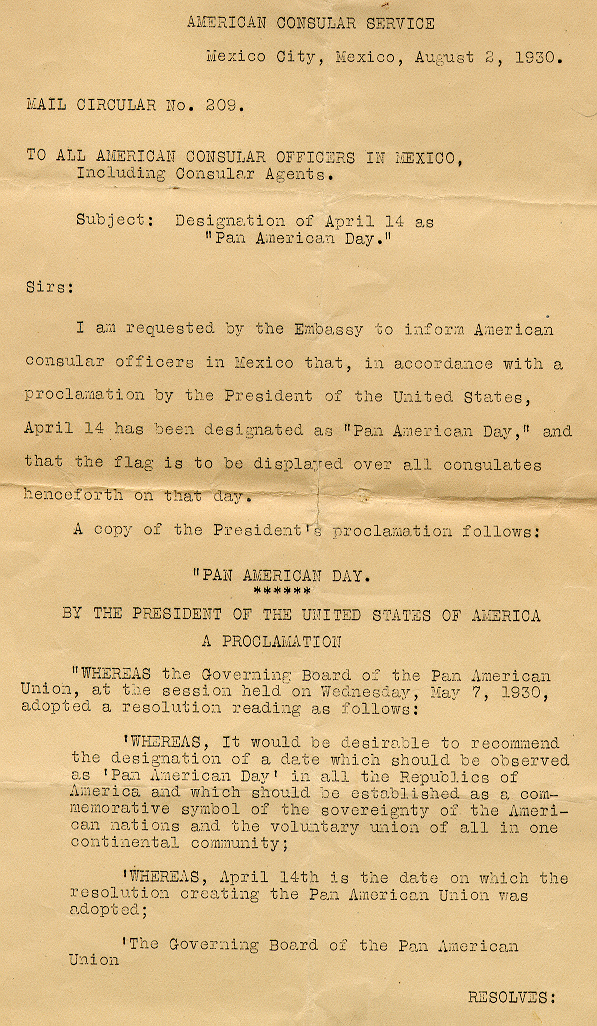 AMERICAN CONSULAR SERVICE
Mexico City, Mexico, August 2, 1930.
MAIL CIRCULAR No. 209.
TO ALL AMERICAN CONSULAR OFFICERS IN MEXICO,
Including Consular Agents.
Subject: Designation of April 14 as
"Pan American Day."
Sirs:
I am requested by the Embassy to inform American
consular officers in Mexico that, in accordance with a
proclamation by the President of the United States,
April 14 has been designated as "Pan American Day," and
that the flag is to be displayed over all consulates
henceforth on that day.
A copy of the President's proclamation follows:
"PAN AMERICAN DAY.
******
BY THE PRESIDENT OF THE UNITED STATES OF AMERICA
A PROCLAMATION
"WHEREAS the Governing Board of the Pan American
Union, at the session held on Wednesday, May 7, 1930,
adopted a resolution reading as follows:
'WHEREAS, It would be desirable to recommend
the designation of a date which should be observed
as 'Pan American Day' in all the Republics of
America and which should be established as a com-
memorative symbol of the sovereignty of the Ameri-
can nations and the voluntary union of all in one
continental community;
'WHEREAS, April 14th is the date on which the
resolution creating the Pan American Union was
adopted;
'The Governing Board of the Pan American
Union
RESOLVES: